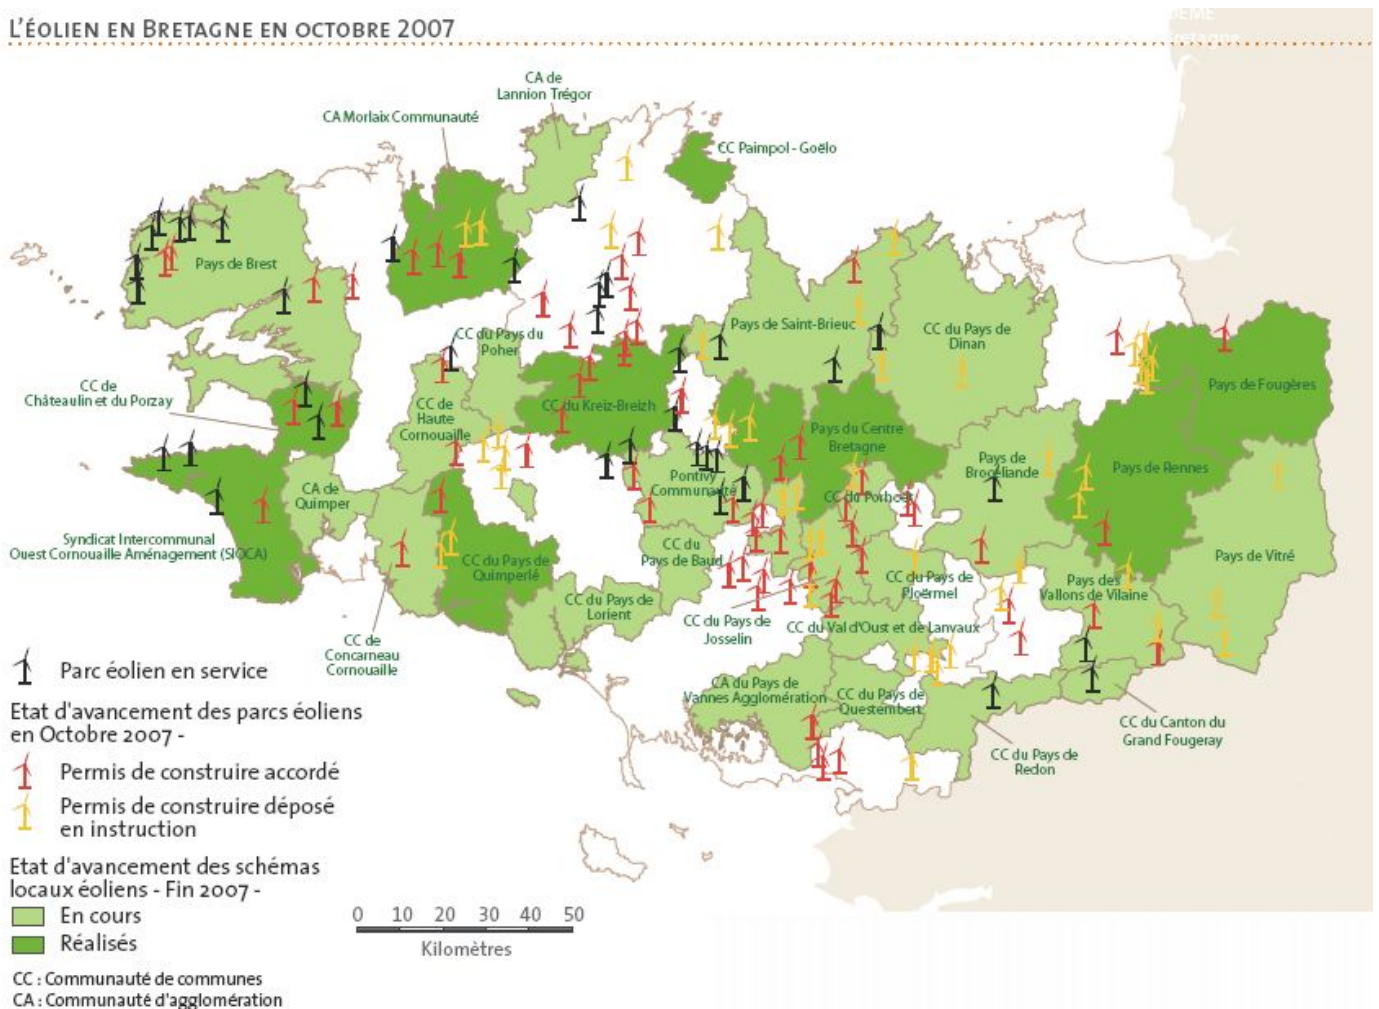 L'ÉOLIEN EN BRETAGNE EN OCTOBRE 2007
DEME
Bretagne
CA de
Lannion Trégor
CA Morlaix Communauté
CC Paimpol - Goëlo
Pays de Brest
CC du Pays du
Poher
Pays de Saint-Brieuc
CC du Pays de
Dinan
CC de
Châteaulin et du Porzay
CC de
Haute
Cornouaille
CC du Kreiz-Breizh
Pays du Centre
Bretagne
Pays de Fougères
Pays de
Brocéliande
Pays de Rennes
CA de
Quimper
Pontivy
Communauté
CC du Porhoët
Syndicat Intercommunal
Ouest Cornouaille Aménagement (SIOCA)
CC du Pays de
Quimperlé
CC du
Pays de Baud
CC du Pays de
Ploërmel
Pays des
Vallons de Vilaine
Pays de Vitré
CC du Pays de
Lorient
CC du Pays de
Josselin
CC du Val d'Oust et de Lanvaux
CC de
Concarneau
Cornouaille
CA du Pays de
Vannes Agglomération
CC du Pays de
Questembert
CC du Canton du
Grand Fougeray
CC du Pays de
Redon
Parc éolien en service
Etat d'avancement des parcs éoliens
en Octobre 2007 -
Permis de construire accordé
Permis de construire déposé
en instruction
Etat d'avancement des schémas
locaux éoliens - Fin 2007 -
En cours
Réalisés
0 10 20 30 40 50
Kilomètres
CC : Communauté de communes
CA : Communauté d'agglomération